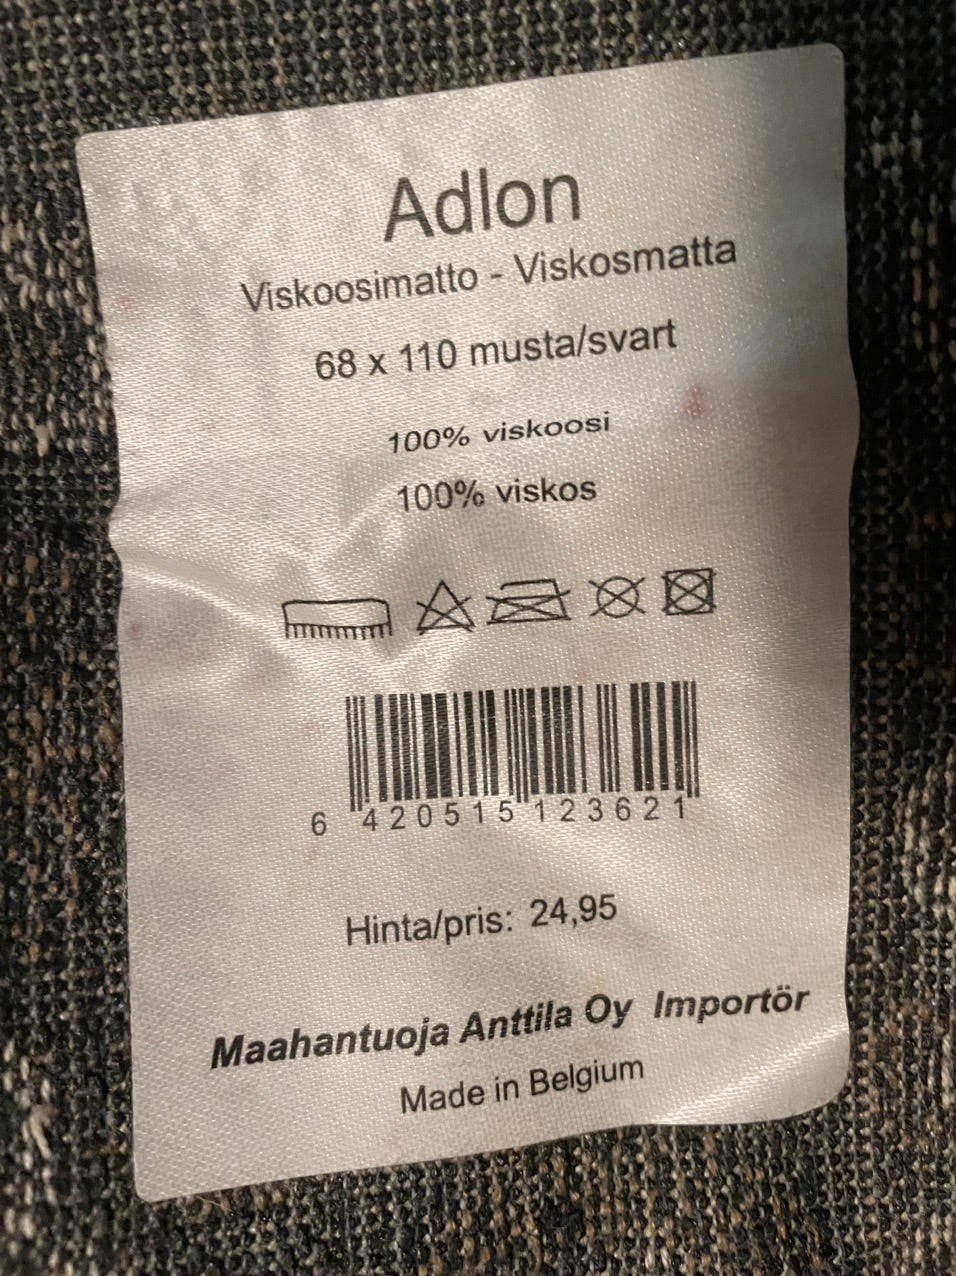 Adlon
Viskoosimatto - Viskosmatta
68 x 110 musta/svart
100% viskoosi
100% viskos
6 420515 123621
Hinta/pris: 24,95
Maahantuoja Anttila Oy Importör
Made in Belgium